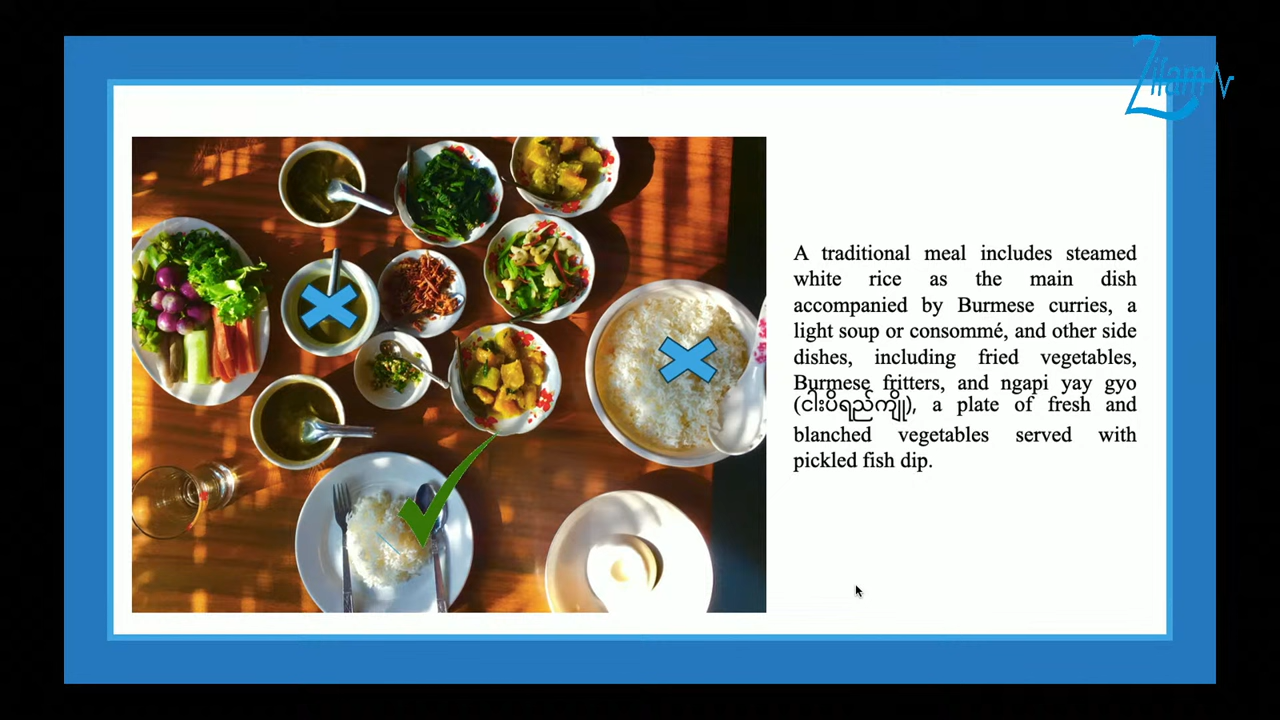 Zifam
A traditional meal includes steamed
white rice as the main dish
accompanied by Burmese curries, a
light soup or consommé, and other side
dishes, including fried vegetables,
Burmese fritters, and ngapi yay gyo
(ငါးပိရည်ကျို), a plate of fresh and
blanched vegetables served with
pickled fish dip.